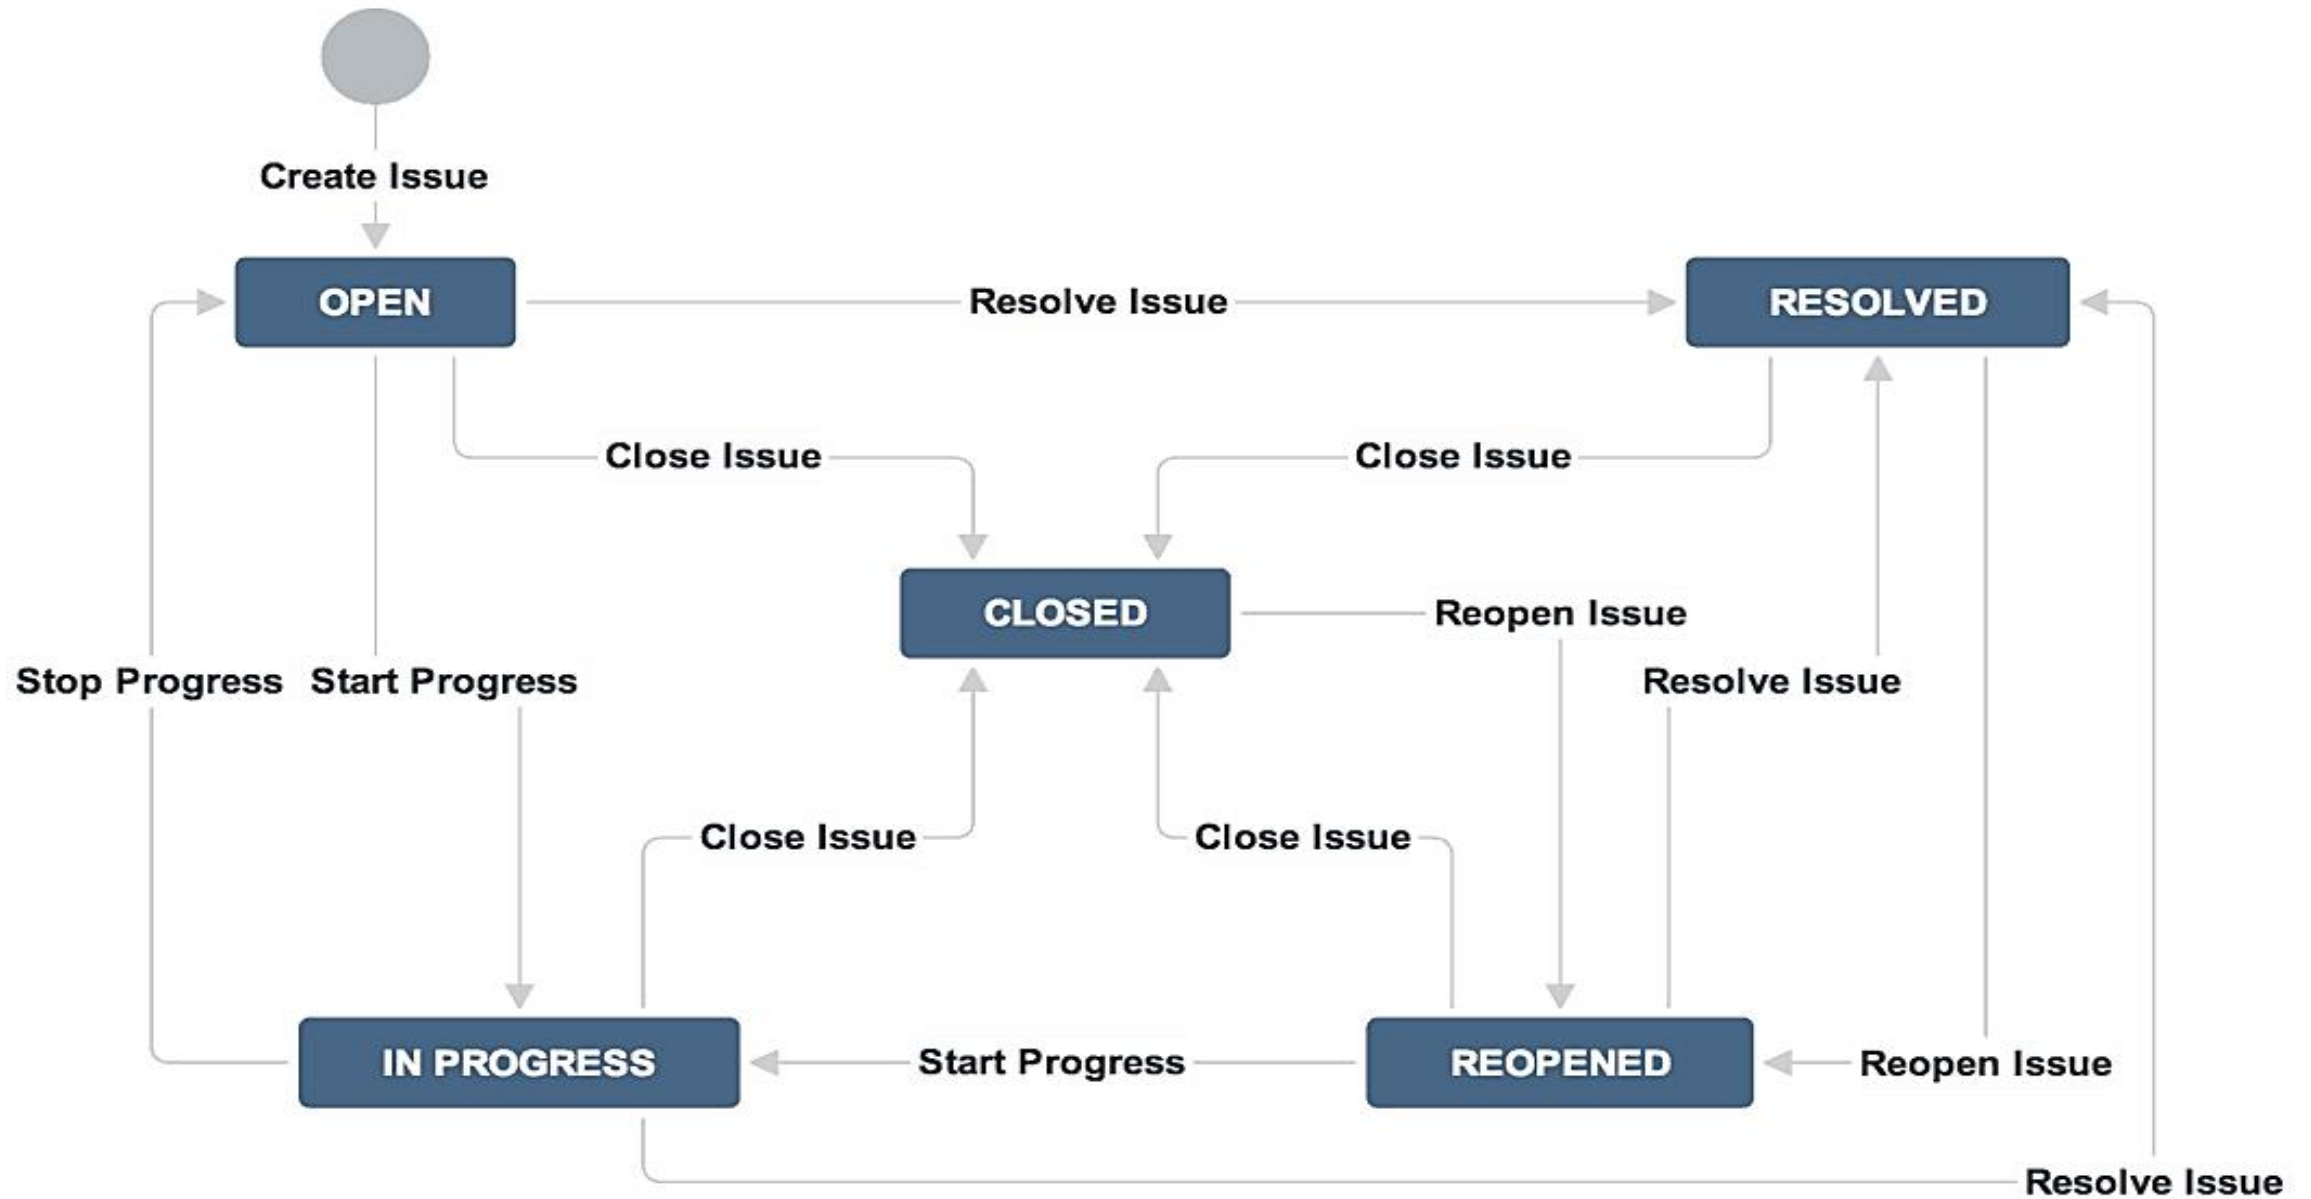 Create Issue
OPEN
Resolve Issue
RESOLVED
Close Issue
Close Issue
CLOSED
Reopen Issue
Stop Progress
Start Progress
Resolve Issue
Close Issue
Close Issue
IN PROGRESS
Start Progress
REOPENED
Reopen Issue
Resolve Issue